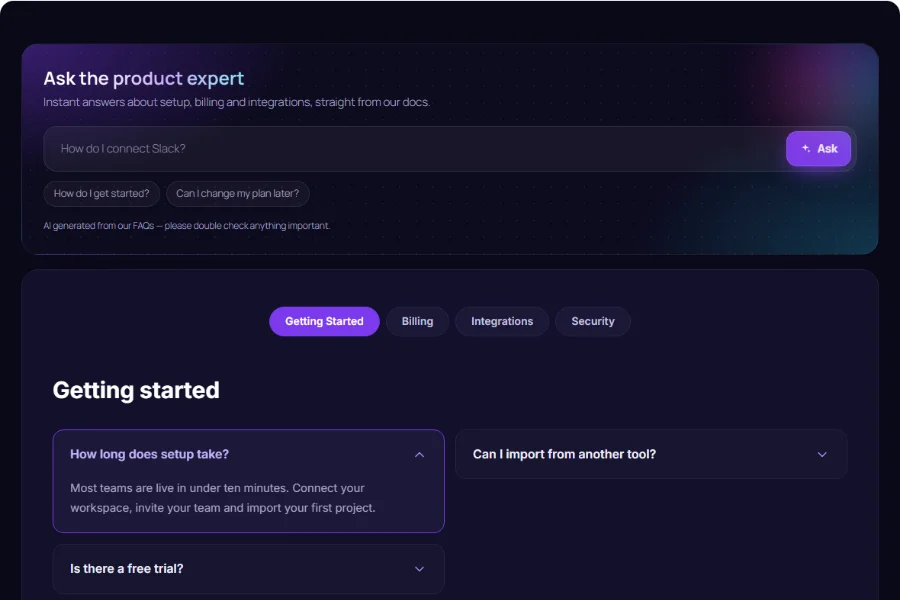 Ask the product expert
Instant answers about setup, billing and integrations, straight from our docs.
How do I connect Slack?
Ask
How do I get started?
Can I change my plan later?
AI generated from our FAQs — please double check anything important.
Getting Started
Billing
Integrations
Security
Getting started
How long does setup take?
Most teams are live in under ten minutes. Connect your
workspace, invite your team and import your first project.
Can I import from another tool?
Is there a free trial?